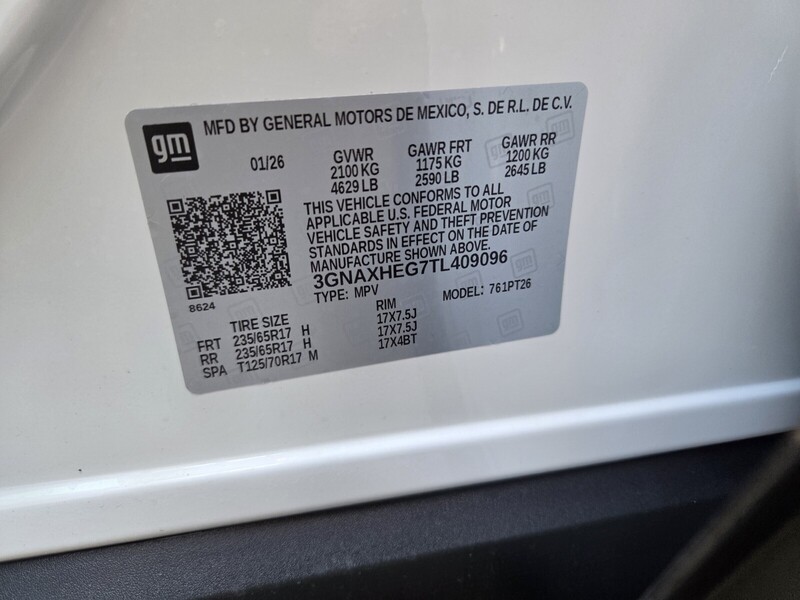 gm MFD BY GENERAL MOTORS DE MEXICO, S. DE R.L. DE C.V.
01/26 GVWR GAWR FRT GAWR RR
2100 KG 1175 KG 1200 KG
4629 LB 2590 LB 2645 LB
THIS VEHICLE CONFORMS TO ALL
APPLICABLE U.S. FEDERAL MOTOR
VEHICLE SAFETY AND THEFT PREVENTION
STANDARDS IN EFFECT ON THE DATE OF
MANUFACTURE SHOWN ABOVE.
3GNAXHEG7TL409096
8624 TYPE: MPV MODEL: 761PT26
TIRE SIZE RIM
FRT 235/65R17 H 17X7.5J
RR 235/65R17 H 17X7.5J
SPA T125/70R17 M 17X4BT